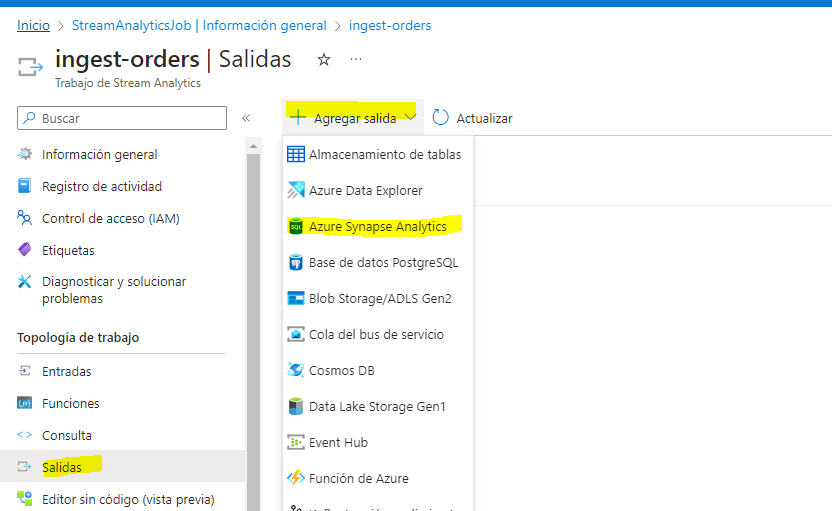 Inicio > StreamAnalyticsJob | Información general > ingest-orders
ingest-orders | Salidas
Trabajo de Stream Analytics
Buscar
Información general
Registro de actividad
Control de acceso (IAM)
Etiquetas
Diagnosticar y solucionar
problemas
Topología de trabajo
Entradas
Funciones
Consulta
Salidas
Editor sin código (vista previa)
Agregar salida
Actualizar
Almacenamiento de tablas
Azure Data Explorer
Azure Synapse Analytics
Base de datos PostgreSQL
Blob Storage/ADLS Gen2
Cola del bus de servicio
Cosmos DB
Data Lake Storage Gen1
Event Hub
Función de Azure